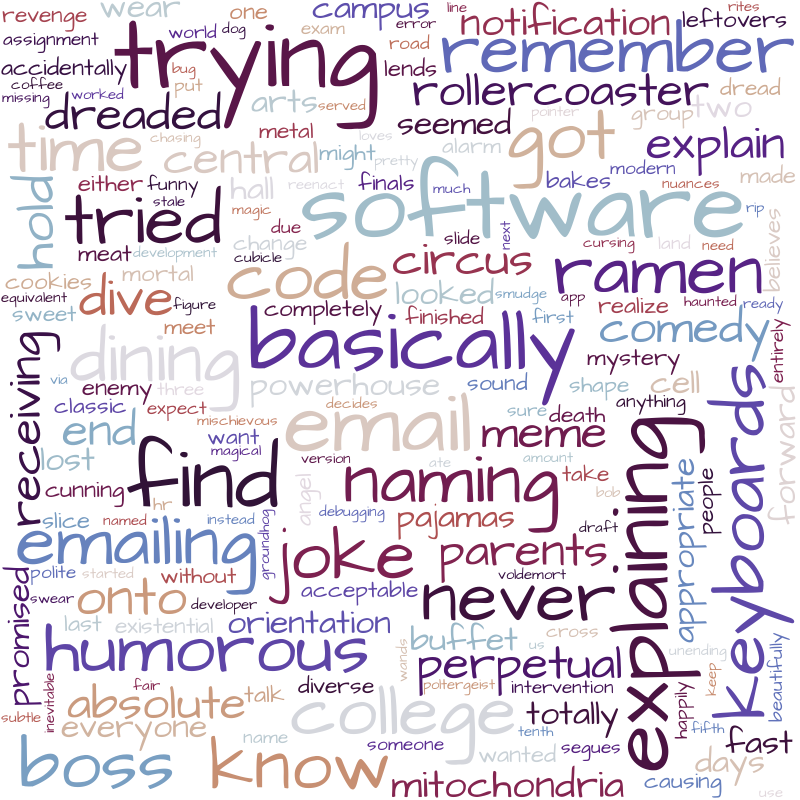 revenge
wear
one
campus
line
rites
error
notification
leftovers
assignment
world
dog
exam
trying
road
remember
accidentally
bug
lends
coffee
put
rollercoaster
dread
missing
worked
dreaded
arts
served
seemed
pointer
group
two
metal
got
time
chasing
loves
central
might
pretty
alarm
explain
modern
made
hold
either
funny
hall
reenact
finals
much
bakes
nuances
tried
stale
magic
software
rip
believes
due
change
slide
next
cursing
land
need
meat
development
cubicle
cookies
mortal
code
circus
ramen
equivalent
dive
figure
looked
smudge
app
realize
haunted
ready
sweet
meet
completely
finished
first
comedy
entirely
receiving
dining
basically
mystery
via
enemy
three
powerhouse
sound
shape
cell
classic
expect
mischievous
decides
sure
death
anything
keyboards
forward
end
want
magical
email
meme
explaining
lost
version
ate
amount
cunning
find
angel
naming
take
appropriate
people
hr
bob
slice
named
instead
groundhog
debugging
pajamas
draft
emailing
joke
parents
polite
started
without
voldemort
promised
swear
onto
developer
acceptable
never
last
existential
orientation
buffet
us
cross
humorous
wands
perpetual
unending
beautifully
inevitable
fair
poltergeist
intervention
happily
keep
subtle
absolute
talk
diverse
everyone
college
totally
tenth
fifth
fast
name
someone
wanted
segues
days
boss
know
mitochondria
causing
use